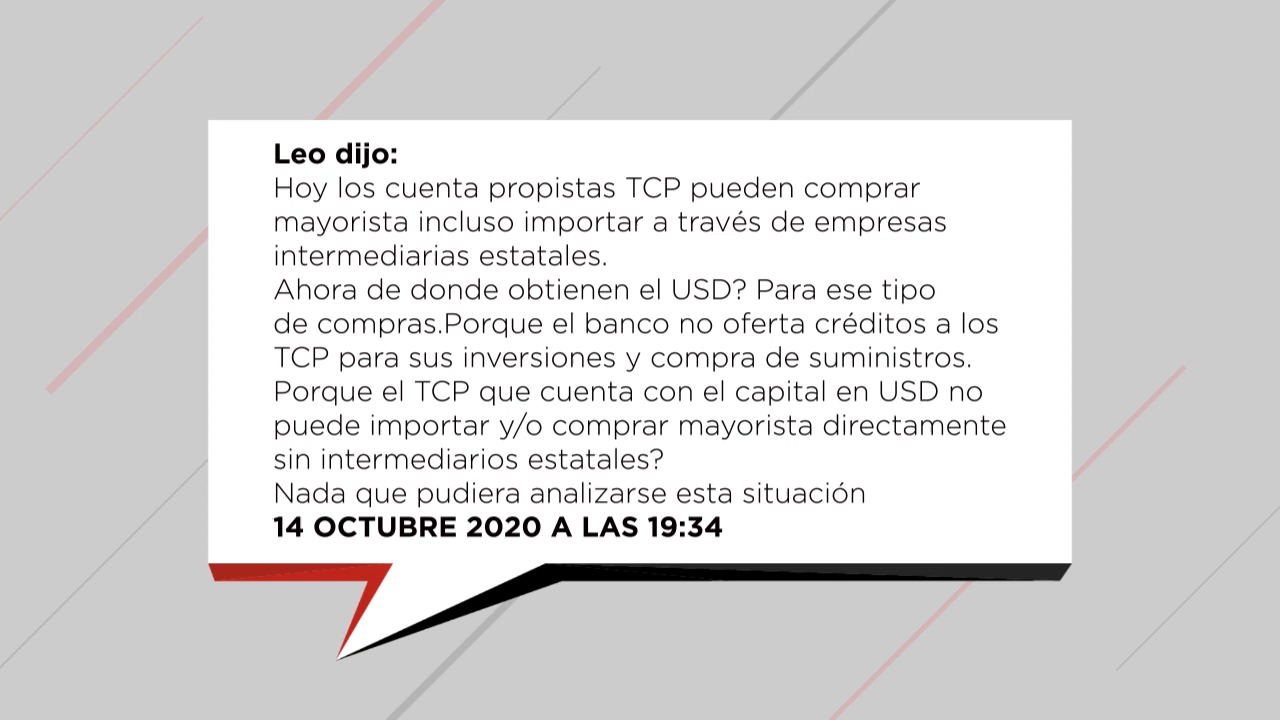 Leo dijo:
Hoy los cuenta propistas TCP pueden comprar
mayorista incluso importar a través de empresas
intermediarias estatales.
Ahora de donde obtienen el USD? Para ese tipo
de compras.Porque el banco no oferta créditos a los
TCP para sus inversiones y compra de suministros.
Porque el TCP que cuenta con el capital en USD no
puede importar y/o comprar mayorista directamente
sin intermediarios estatales?
Nada que pudiera analizarse esta situación
14 OCTUBRE 2020 A LAS 19:34